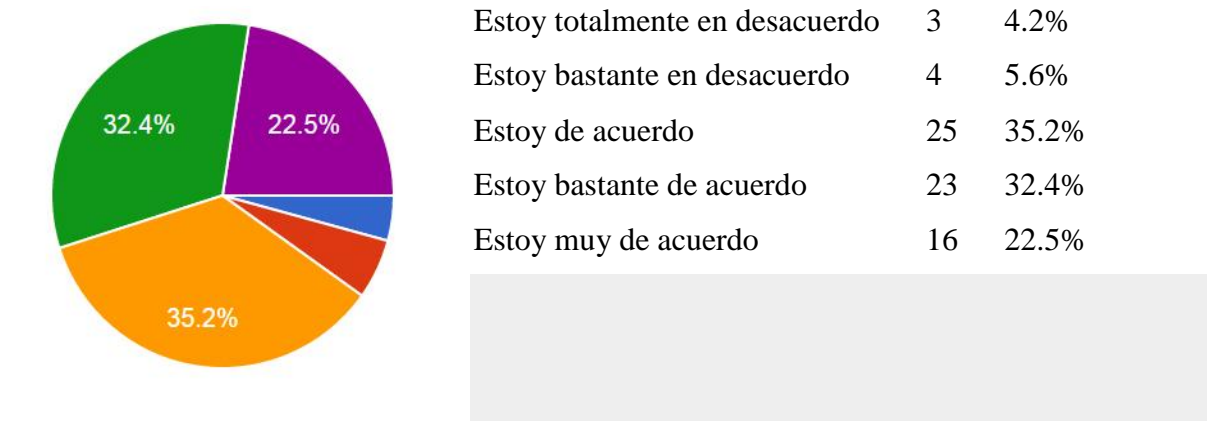 Estoy totalmente en desacuerdo 3 4.2%
Estoy bastante en desacuerdo 4 5.6%
Estoy de acuerdo 25 35.2%
Estoy bastante de acuerdo 23 32.4%
Estoy muy de acuerdo 16 22.5%
32.4% 22.5%
35.2%